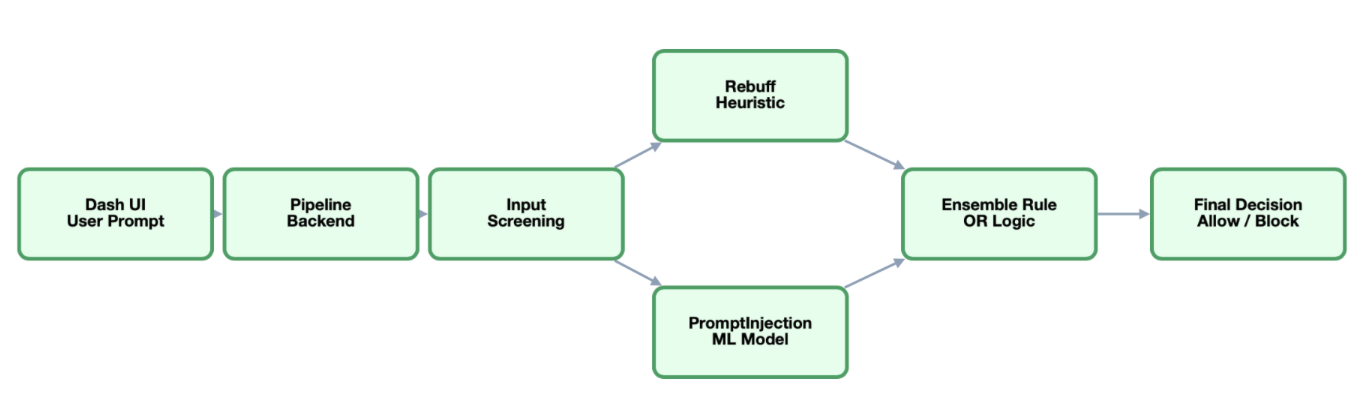 Dash UI
User Prompt
Pipeline
Backend
Input
Screening
Rebuff
Heuristic
PromptInjection
ML Model
Ensemble Rule
OR Logic
Final Decision
Allow / Block